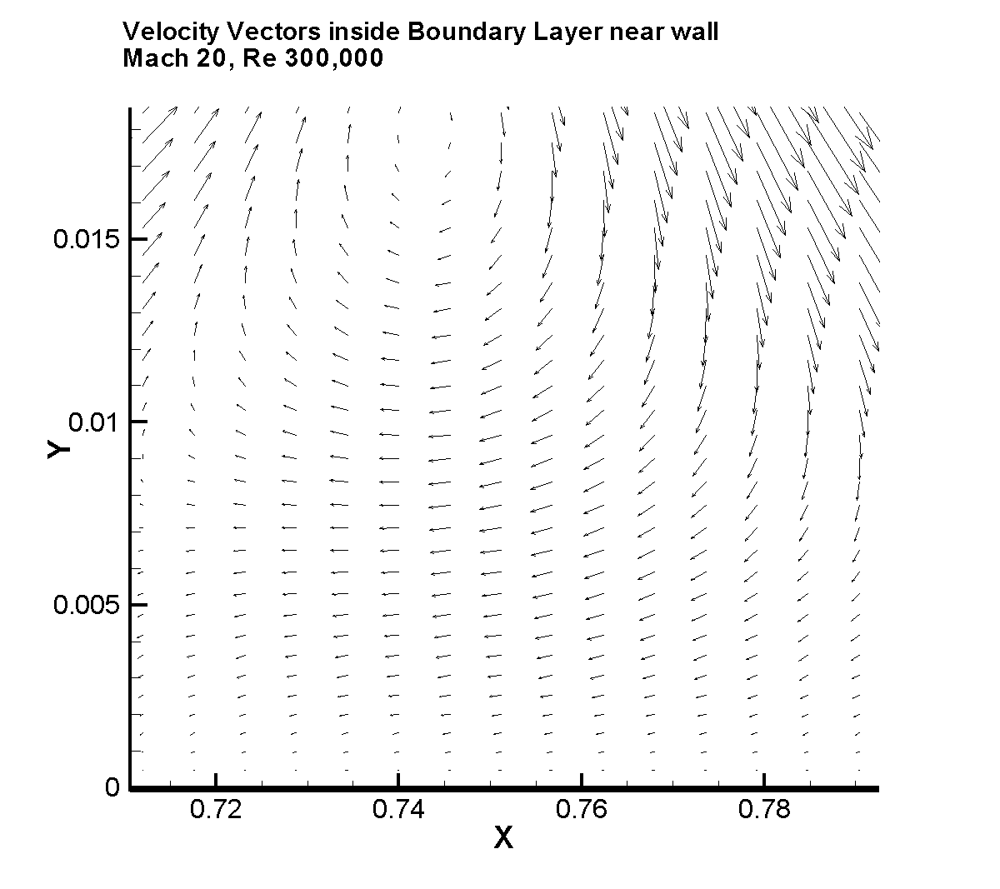 Velocity Vectors inside Boundary Layer near wall
Mach 20, Re 300,000
0.015
0.01
Y
0.005
0
0.72 0.74 0.76 0.78
X